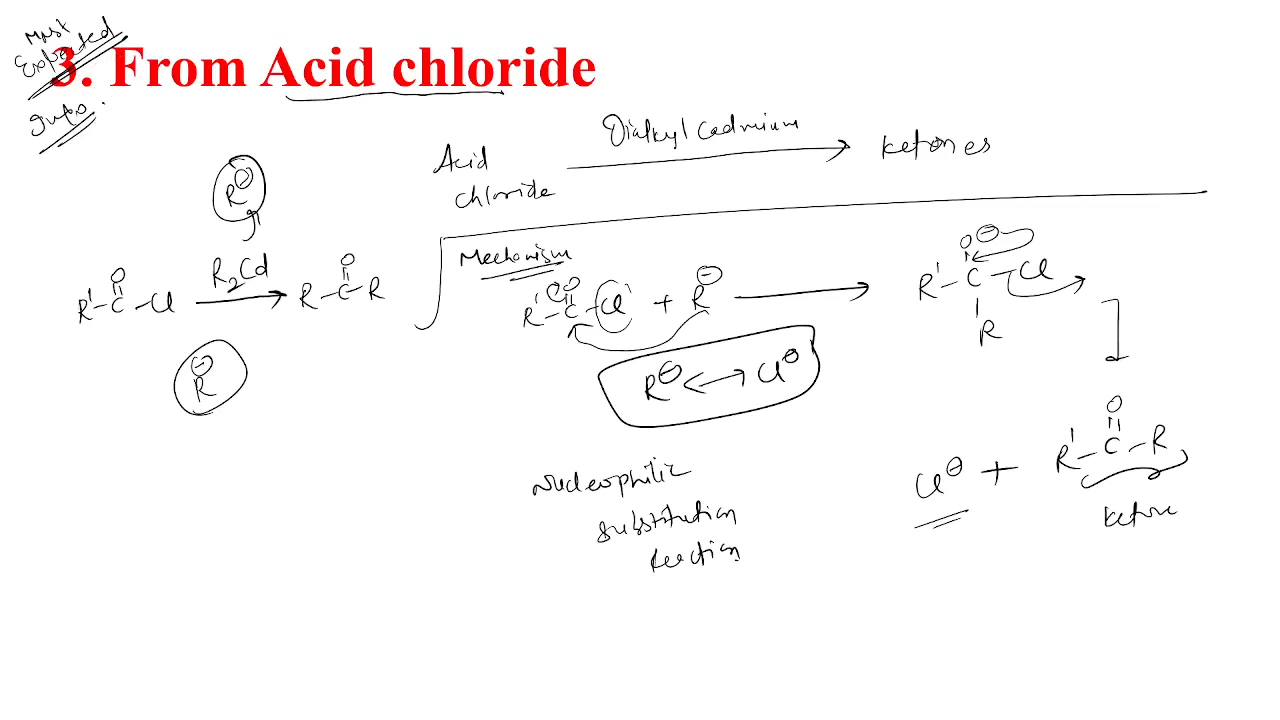 Most
Expected
3. From Acid chloride
Info.
Acid chloride
Dialkyl Cadmium
ketones
R⊖
R' - C - Cl
O
R₂Cd
R - C - R
O
R⊖
Mechanism
R' - C - Cl + R⊖
O
R' - C - Cl
O⊖
R
R⊖ ↔ Cl⊖
Cl⊖ + R' - C - R
O
ketone
Nucleophilic
substitution
reaction